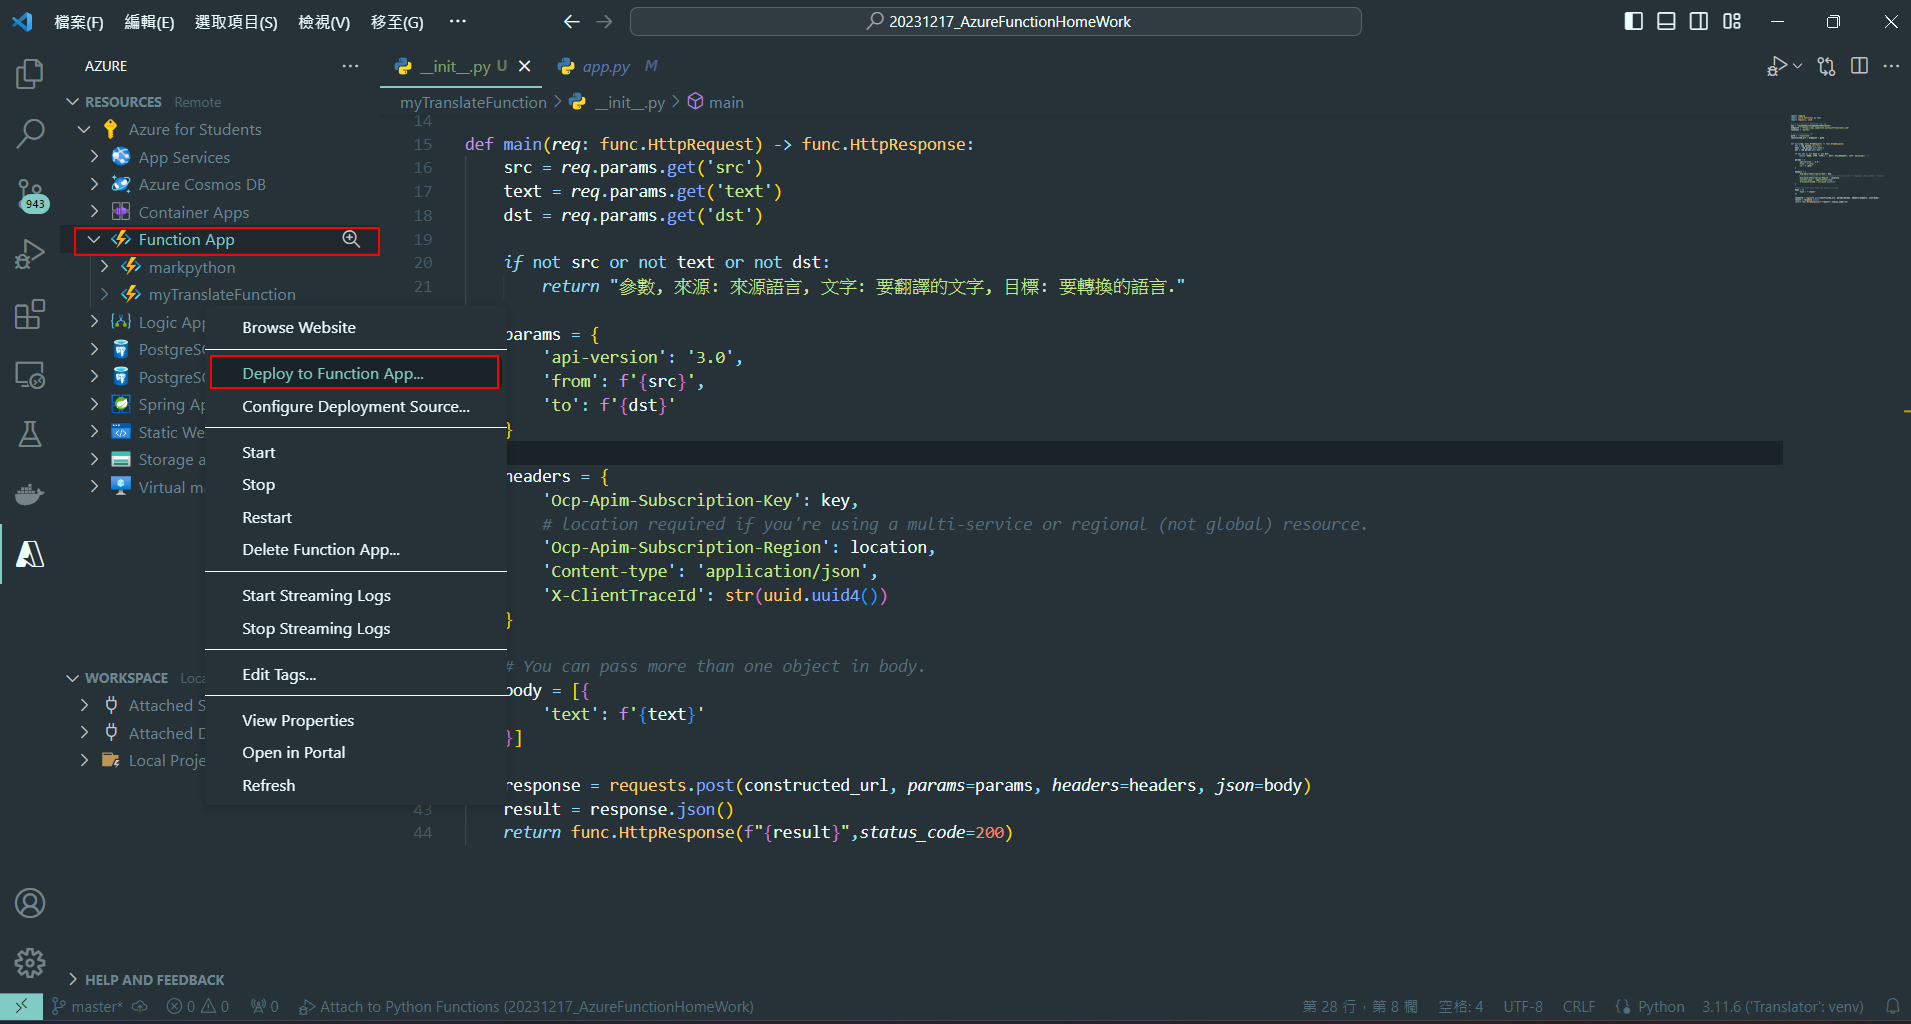 檔案(F) 編輯(E) 選取項目(S) 檢視(V) 移至(G) ··· 20231217_AzureFunctionHomeWork
AZURE ···
RESOURCES Remote
Azure for Students
App Services
Azure Cosmos DB
Container Apps
943
Function App
markpython
myTranslateFunction
Logic App
PostgreSQ
PostgreSQ
Spring Ap
Static We
Storage a
Virtual ma
WORKSPACE Loca
Attached S
Attached D
Local Proje
HELP AND FEEDBACK
Browse Website
Deploy to Function App...
Configure Deployment Source...
Start
Stop
Restart
Delete Function App...
Start Streaming Logs
Stop Streaming Logs
Edit Tags...
View Properties
Open in Portal
Refresh
__init__.py U app.py M
myTranslateFunction > __init__.py > main
14
15 def main(req: func.HttpRequest) -> func.HttpResponse:
16 src = req.params.get('src')
17 text = req.params.get('text')
18 dst = req.params.get('dst')
19
20 if not src or not text or not dst:
21 return "參數, 來源: 來源語言, 文字: 要翻譯的文字, 目標: 要轉換的語言."
params = {
'api-version': '3.0',
'from': f'{src}',
'to': f'{dst}'
}
headers = {
'Ocp-Apim-Subscription-Key': key,
# location required if you're using a multi-service or regional (not global) resource.
'Ocp-Apim-Subscription-Region': location,
'Content-type': 'application/json',
'X-ClientTraceId': str(uuid.uuid4())
}
# You can pass more than one object in body.
body = [{
'text': f'{text}'
}]
response = requests.post(constructed_url, params=params, headers=headers, json=body)
43 result = response.json()
44 return func.HttpResponse(f"{result}",status_code=200)
master* 0 0 0 Attach to Python Functions (20231217_AzureFunctionHomeWork) 第 28 行，第 8 欄 空格: 4 UTF-8 CRLF Python 3.11.6 ('Translator': venv)